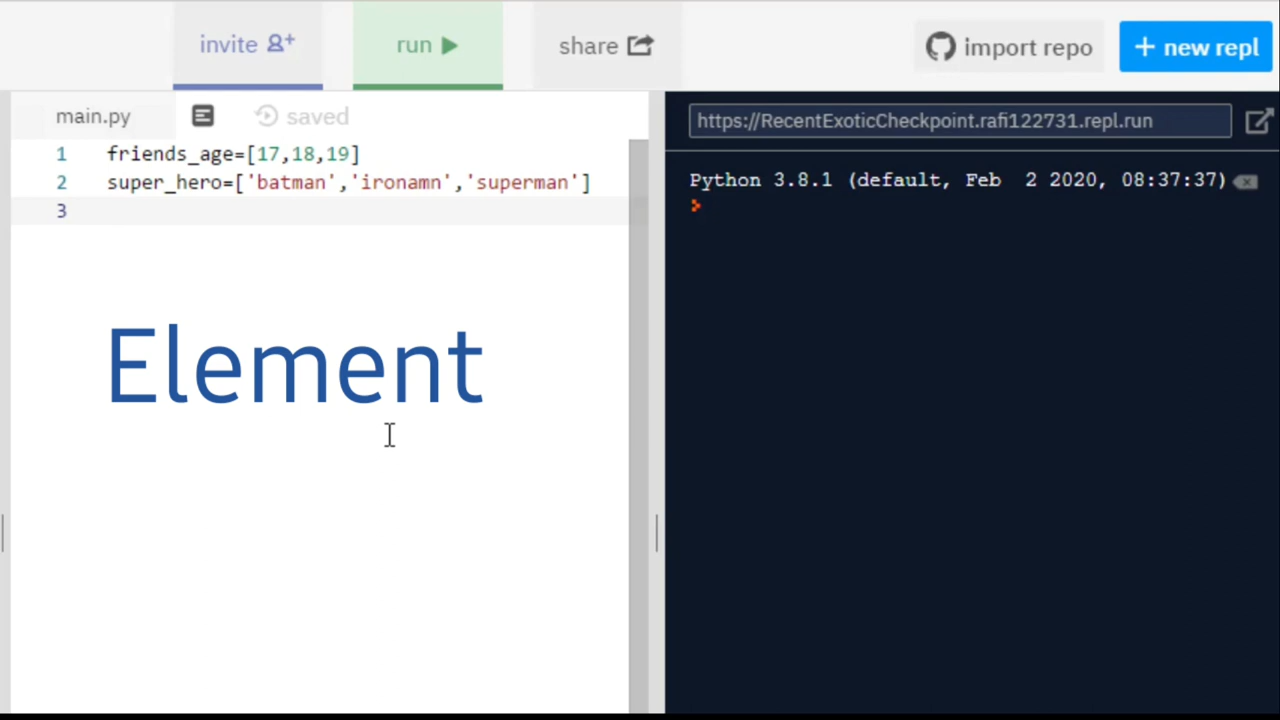 invite
run
share
import repo
+ new repl
main.py
saved
https://RecentExoticCheckpoint.rafi122731.repl.run
1 friends_age=[17,18,19]
2 super_hero=['batman','ironamn','superman']
3
Python 3.8.1 (default, Feb  2 2020, 08:37:37)
Element